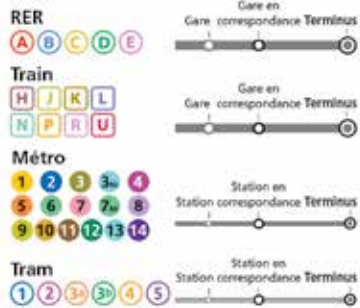 RER
A B C D E
Gare en
Gare correspondance Terminus
Train
H J K L
N P R U
Gare en
Gare correspondance Terminus
Métro
1 2 3 3bis 4
5 6 7 7bis 8
9 10 11 12 13 14
Station en
Station correspondance Terminus
Tram
1 2 3a 3b 4 5
Station en
Station correspondance Terminus